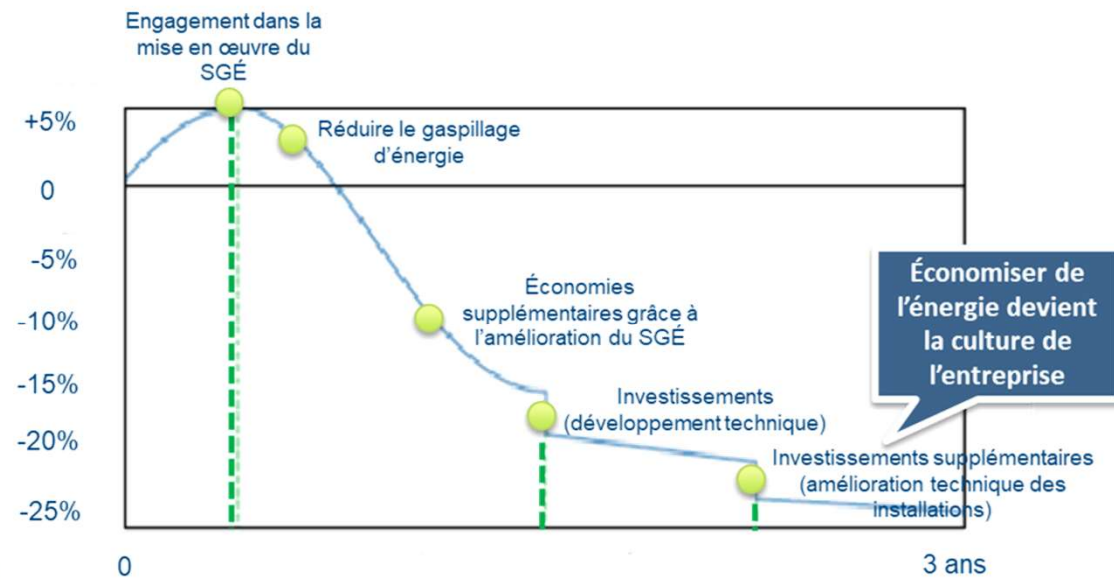 Engagement dans la
mise en œuvre du
SGÉ
+5%
Réduire le gaspillage
d'énergie
0
-5%
-10%
Économies
supplémentaires grâce à
l'amélioration du SGÉ
Économiser de
l'énergie devient
la culture de
l'entreprise
-15%
Investissements
(développement technique)
-20%
Investissements supplémentaires
(amélioration technique des
installations)
-25%
0
3 ans